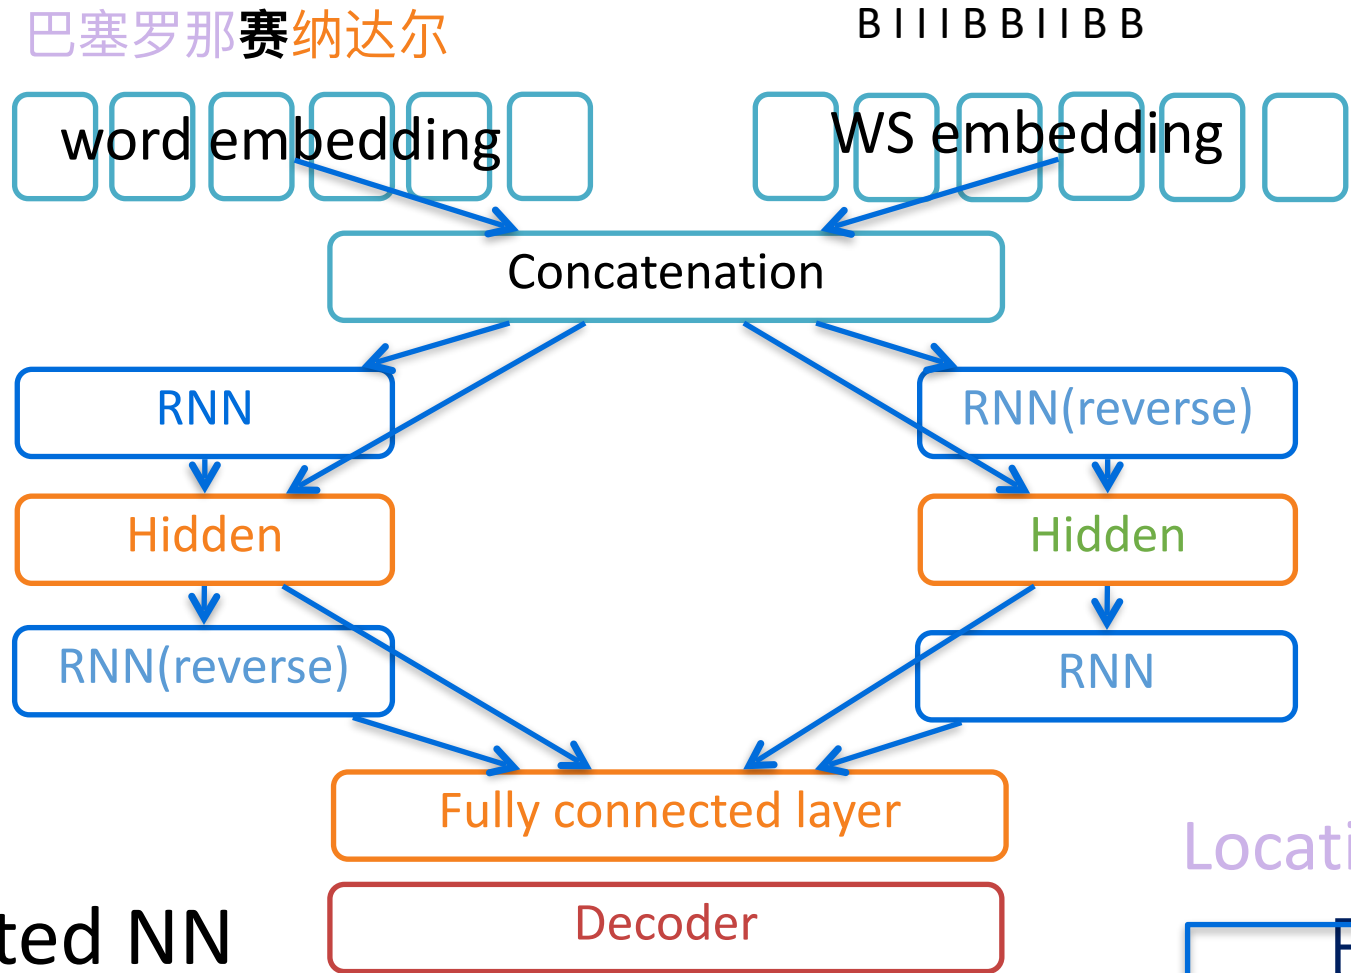 巴塞罗那赛纳达尔
B I I I B B I I B B
word embedding
WS embedding
Concatenation
RNN
RNN(reverse)
Hidden
Hidden
RNN(reverse)
RNN
Fully connected layer
Decoder
NN